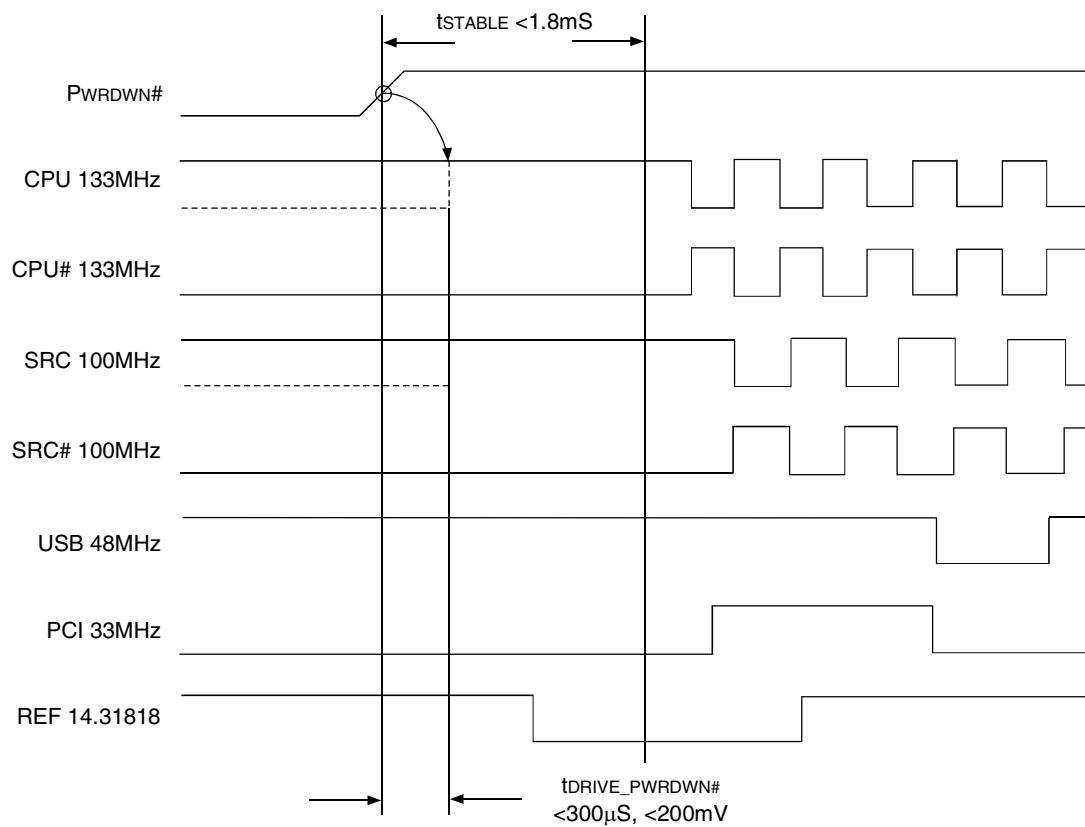 tSTABLE <1.8mS
PWRDWN#
CPU 133MHz
CPU# 133MHz
SRC 100MHz
SRC# 100MHz
USB 48MHz
PCI 33MHz
REF 14.31818
tDRIVE_PWRDWN#
<300μS, <200mV